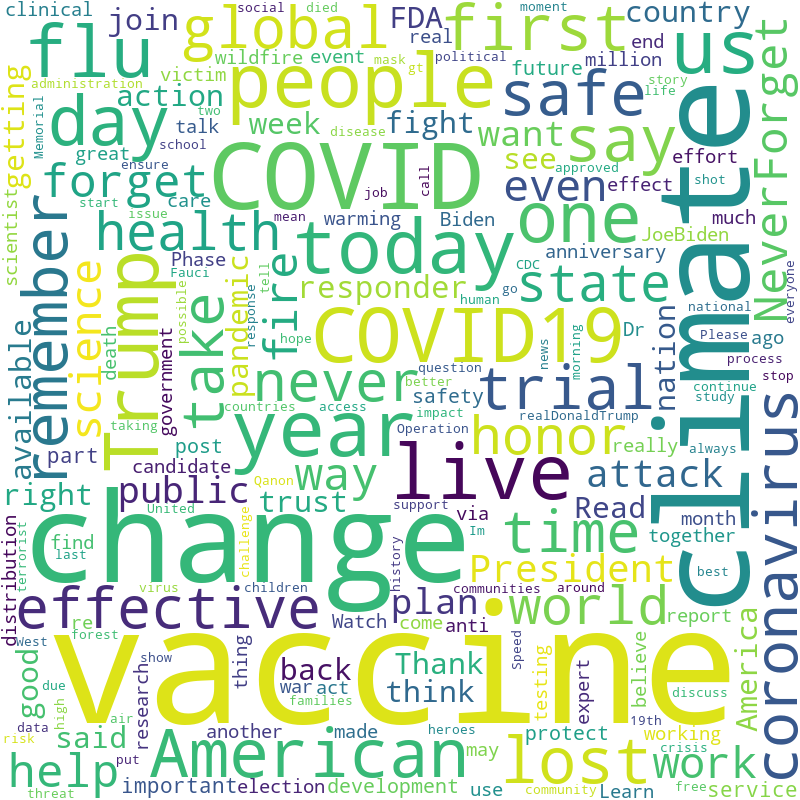 clinical
social
died
moment
join
global
FDA
first
country
flu
real
us
end
wildfire
event
mask
gt
political
future
million
people
administration
victim
safe
story
life
day
action
two
talk
week
disease
fight
want
say
see
effort
approved
shot
NeverForget
getting
Memorial
school
great
COVID
even
effect
forget
ensure
call
job
one
much
JoeBiden
scientist
care
start
issue
mean
warming
Biden
anniversary
health
today
remember
Phase
Fauci
fire
tell
responder
CDC
go
state
climate
national
everyone
science
Trump
possible
pandemic
response
human
hope
COVID19
news
morning
Dr
nation
Please
ago
process
available
death
government
take
never
question
better
trial
safety
continue
stop
study
taking
countries
access
impact
realDonaldTrump
always
coronavirus
part
candidate
post
year
way
Operation
honor
really
right
public
Qanon
trust
live
attack
United
support
via
Im
Read
month
together
distribution
find
last
terrorist
change
challenge
history
time
President
best
virus
children
communities
around
effective
re
plan
world
report
West
forest
Watch
come
anti
good
due
show
research
thing
back
war
act
families
Thank
think
Speed
testing
expert
believe
discuss
America
vaccine
high
air
said
data
risk
put
another
made
heroes
protect
19th
working
crisis
American
may
lost
work
help
threat
important
election
development
use
community
Learn
free
service